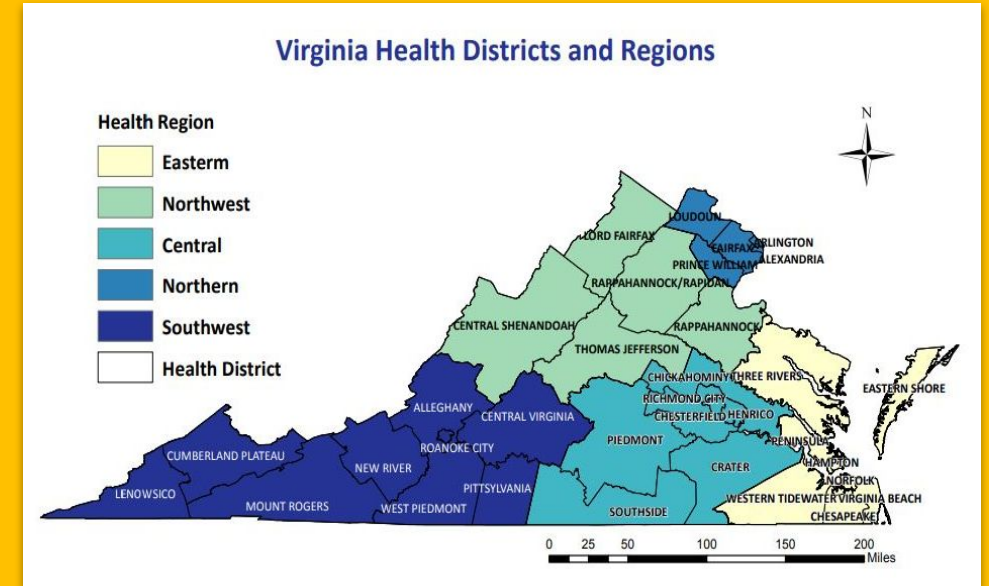 Virginia Health Districts and Regions
Health Region
Easterm
Northwest
Central
Northern
Southwest
Health District
N
LOUDOUN
LORD FAIRFAX
FAIRFAX
ARLINGTON
ALEXANDRIA
PRINCE WILLIAM
RAPPAHANNOCK/RAPIDAN
CENTRAL SHENANDOAH
RAPPAHANNOCK
THOMAS JEFFERSON
CHICKAHOMINY
THREE RIVERS
EASTERN SHORE
RICHMOND CITY
ALLEGHANY
CENTRAL VIRGINIA
CHESTERFIELD
HENRICO
ROANOKE CITY
PIEDMONT
PENINSULA
CUMBERLAND PLATEAU
NEW RIVER
CRATER
HAMPTON
NORFOLK
LENOWSICO
PITTSYLVANIA
WESTERN TIDEWATER
VIRGINIA BEACH
MOUNT ROGERS
WEST PIEDMONT
SOUTHSIDE
CHESAPEAKE
0 25 50 100 150 200
Miles